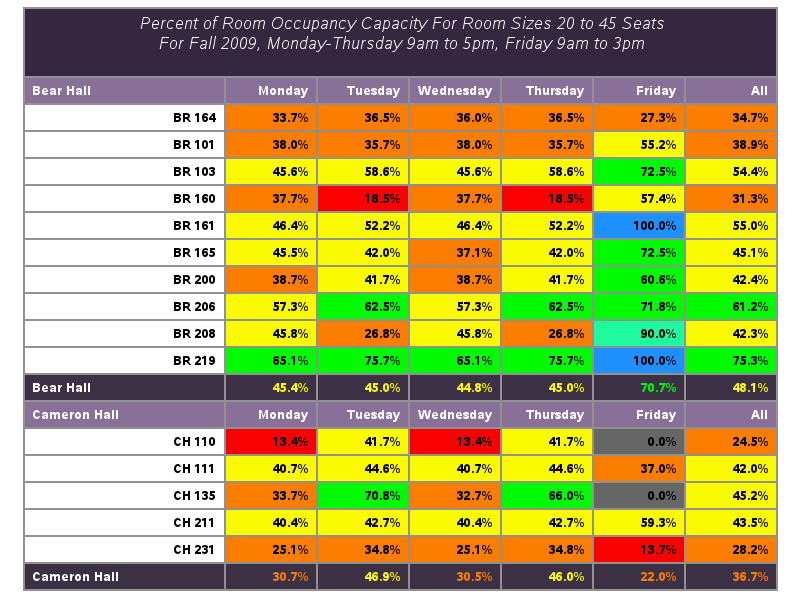 Percent of Room Occupancy Capacity For Room Sizes 20 to 45 Seats
For Fall 2009, Monday-Thursday 9am to 5pm, Friday 9am to 3pm
Bear Hall Monday Tuesday Wednesday Thursday Friday All
BR 164 33.7% 36.5% 36.0% 36.5% 27.3% 34.7%
BR 101 38.0% 35.7% 38.0% 35.7% 55.2% 38.9%
BR 103 45.6% 58.6% 45.6% 58.6% 72.5% 54.4%
BR 160 37.7% 18.5% 37.7% 18.5% 57.4% 31.3%
BR 161 46.4% 52.2% 46.4% 52.2% 100.0% 55.0%
BR 165 45.5% 42.0% 37.1% 42.0% 72.5% 45.1%
BR 200 38.7% 41.7% 38.7% 41.7% 60.6% 42.4%
BR 206 57.3% 62.5% 57.3% 62.5% 71.8% 61.2%
BR 208 45.8% 26.8% 45.8% 26.8% 90.0% 42.3%
BR 219 65.1% 75.7% 65.1% 75.7% 100.0% 75.3%
Bear Hall 45.4% 45.0% 44.8% 45.0% 70.7% 48.1%
Cameron Hall Monday Tuesday Wednesday Thursday Friday All
CH 110 13.4% 41.7% 13.4% 41.7% 0.0% 24.5%
CH 111 40.7% 44.6% 40.7% 44.6% 37.0% 42.0%
CH 135 33.7% 70.8% 32.7% 66.0% 0.0% 45.2%
CH 211 40.4% 42.7% 40.4% 42.7% 59.3% 43.5%
CH 231 25.1% 34.8% 25.1% 34.8% 13.7% 28.2%
Cameron Hall 30.7% 46.9% 30.5% 46.0% 22.0% 36.7%